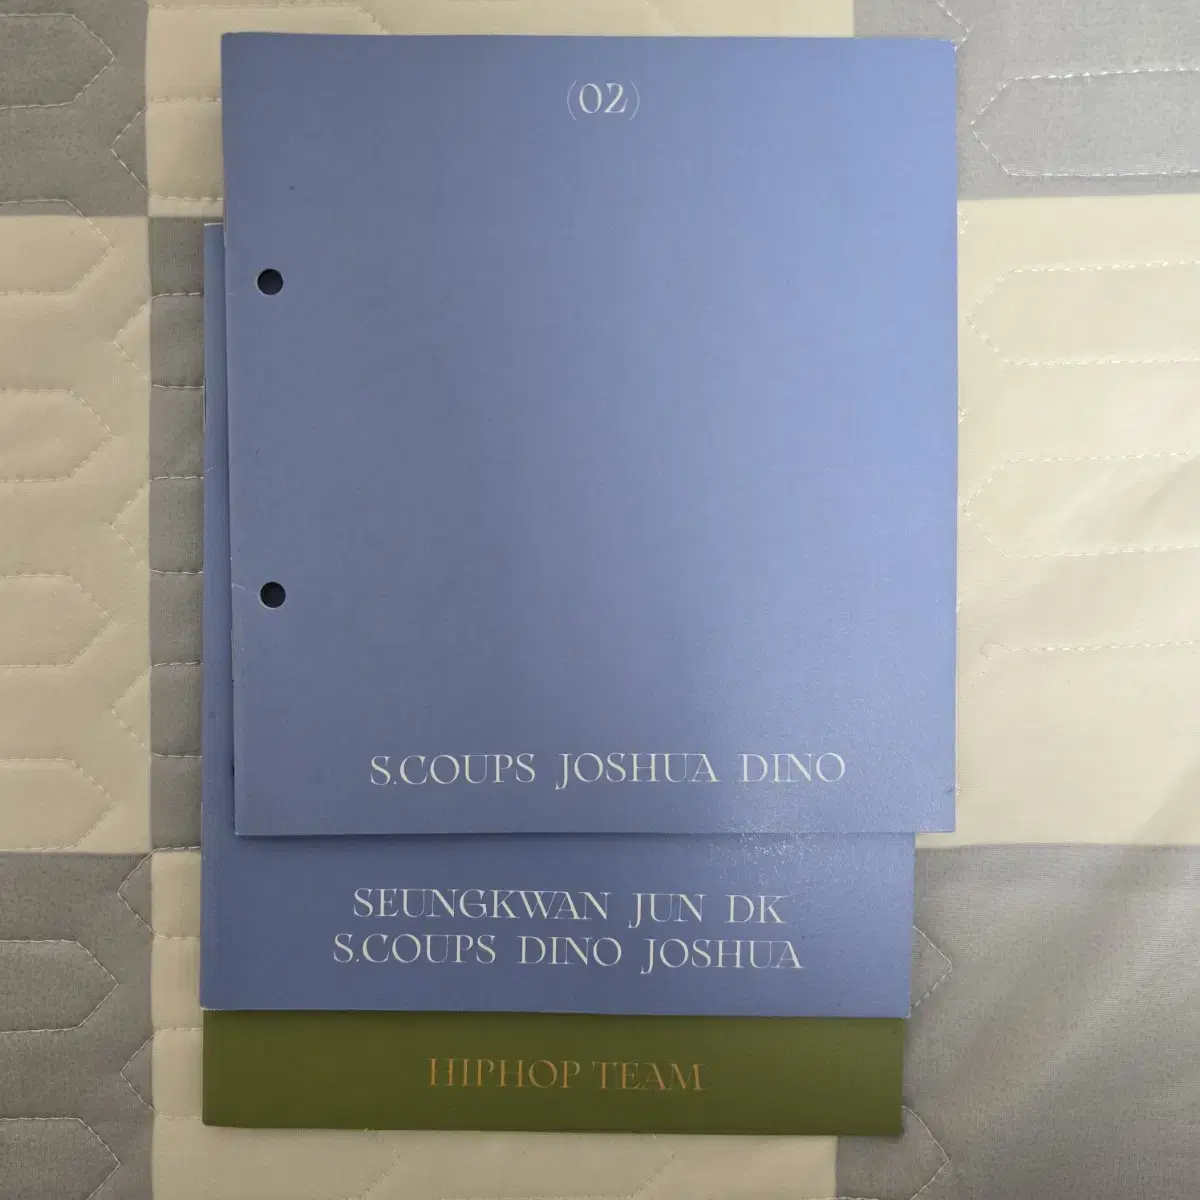 (02)
S.COUPS JOSHUA DINO
SEUNGKWAN JUN DK
S.COUPS DINO JOSHUA
HIPHOP TEAM